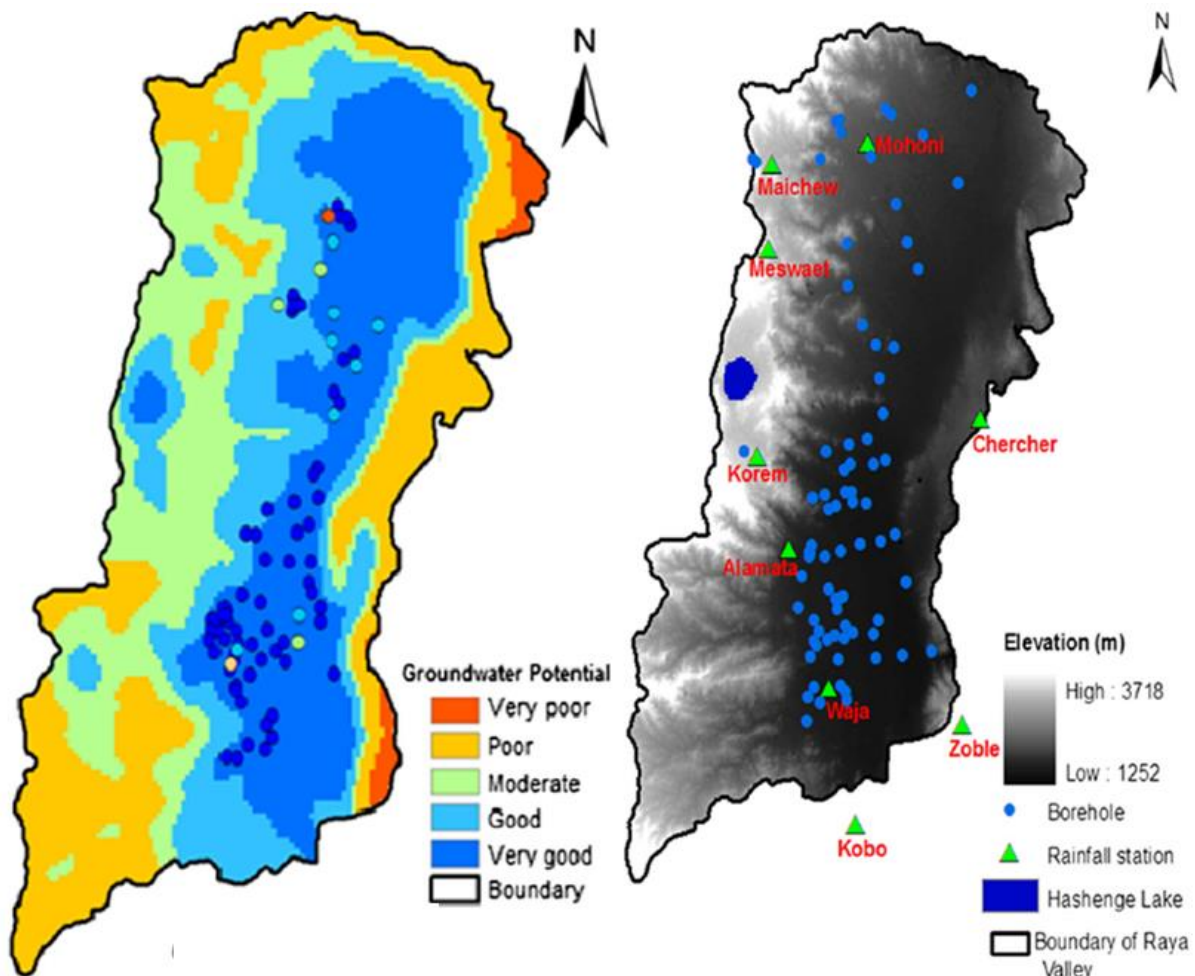 N
Groundwater Potential
Very poor
Poor
Moderate
Good
Very good
Boundary
N
Mohoni
Maichew
Meswaet
Chercher
Korem
Alamata
Waja
Zoble
Kobo
Elevation (m)
High : 3718
Low : 1252
Borehole
Rainfall station
Hashenge Lake
Boundary of Raya
Valley